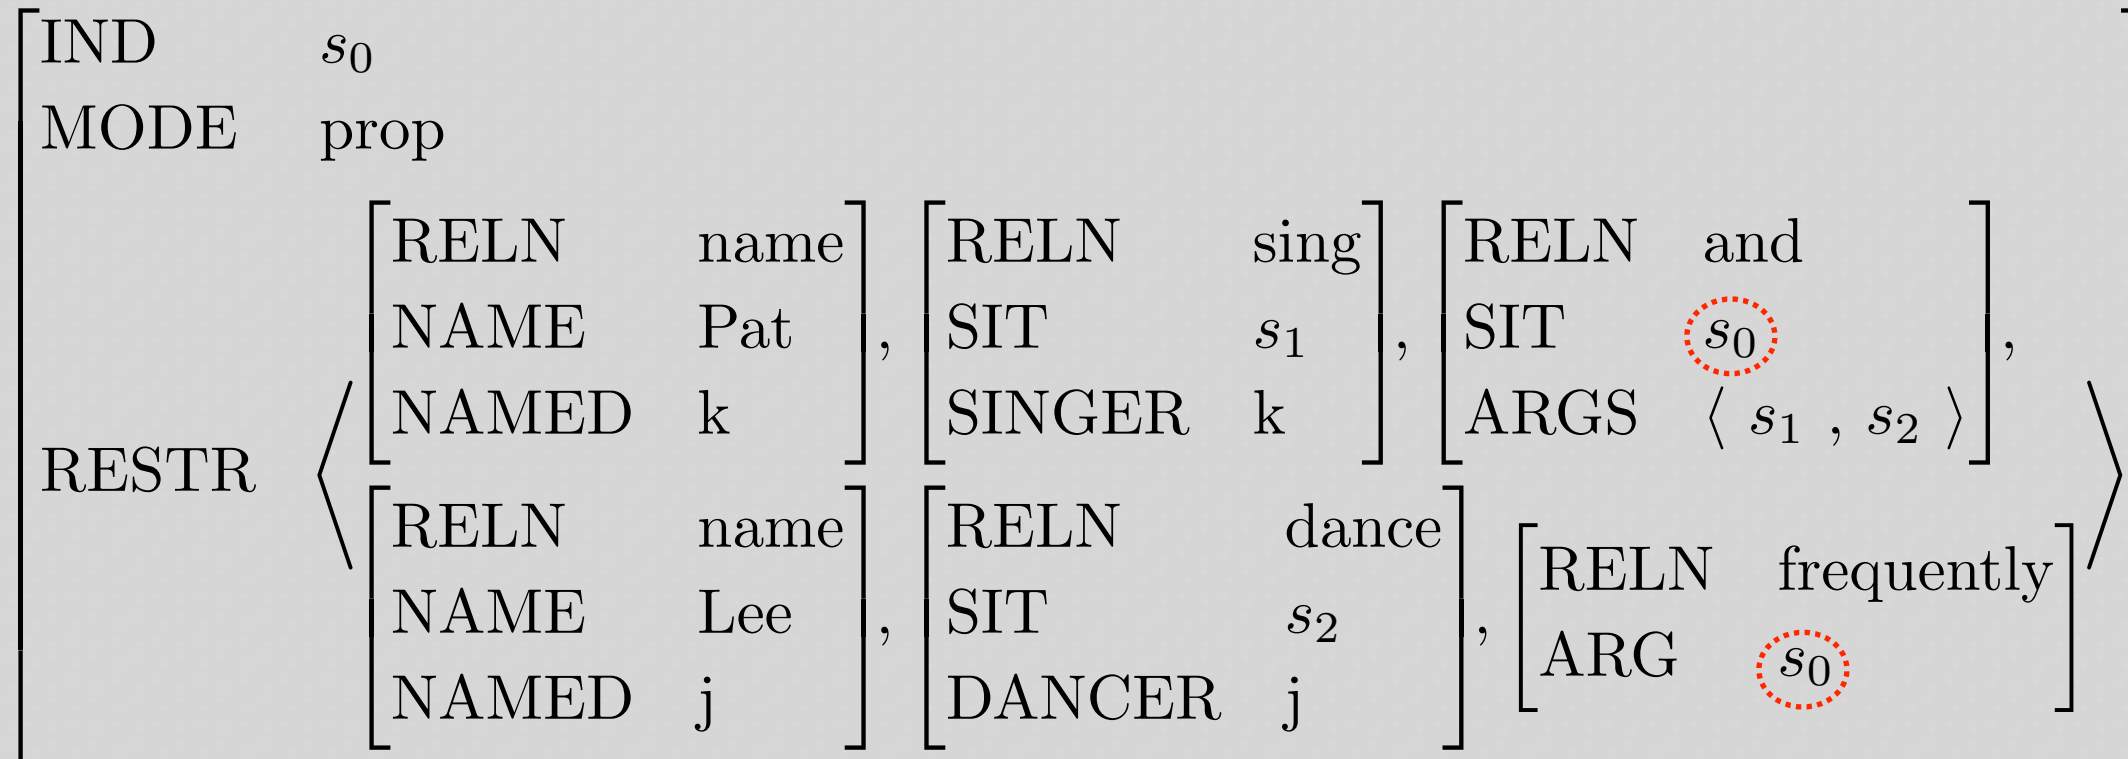 IND s0
MODE prop
RELN name RELN sing RELN and
NAME Pat , SIT s1 , SIT s0 ,
NAMED k SINGER k ARGS ⟨ s1 , s2 ⟩
RESTR
RELN name RELN dance
RELN frequently
NAME Lee , SIT s2 ,
ARG s0
NAMED j DANCER j